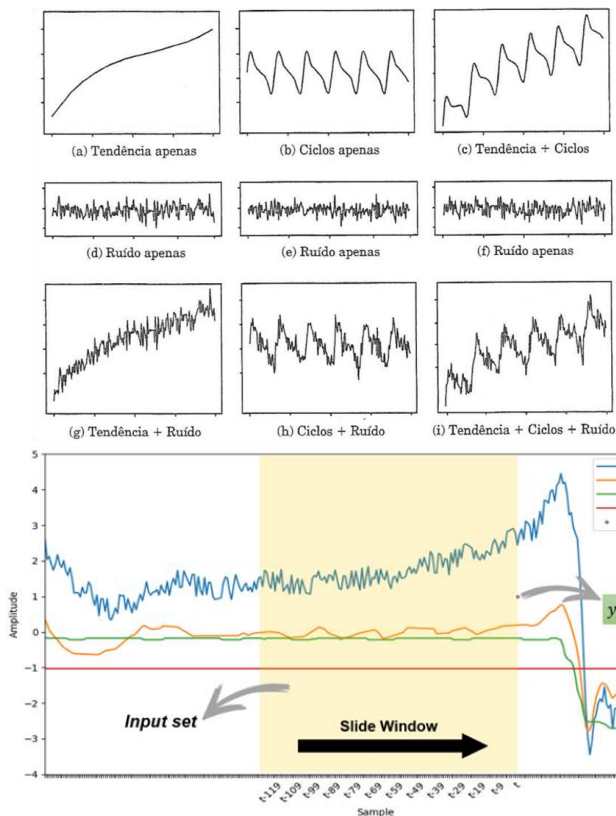 (a) Tendência apenas
(b) Ciclos apenas
(c) Tendência + Ciclos
(d) Ruído apenas
(e) Ruído apenas
(f) Ruído apenas
(g) Tendência + Ruído
(h) Ciclos + Ruído
(i) Tendência + Ciclos + Ruído
5
4
3
2
1
0
-1
-2
-3
-4
Amplitude
y
Input set
Slide Window
t-119
t-109
t-99
t-89
t-79
t-69
t-59
t-49
t-39
t-29
t-19
t-9
t
Sample